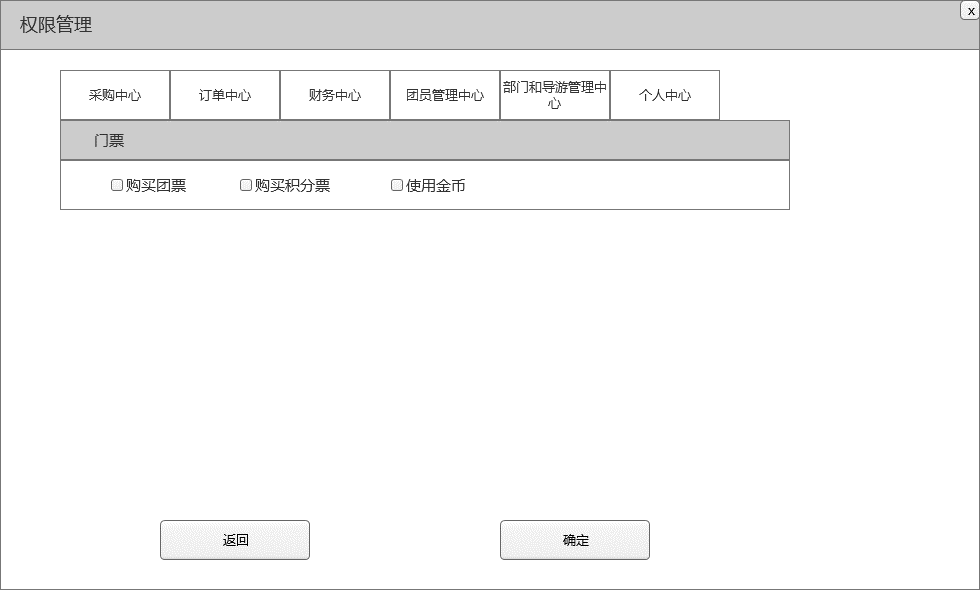 权限管理
x
采购中心
订单中心
财务中心
团员管理中心
部门和导游管理中
心
个人中心
门票
购买团票
购买积分票
使用金币
返回
确定